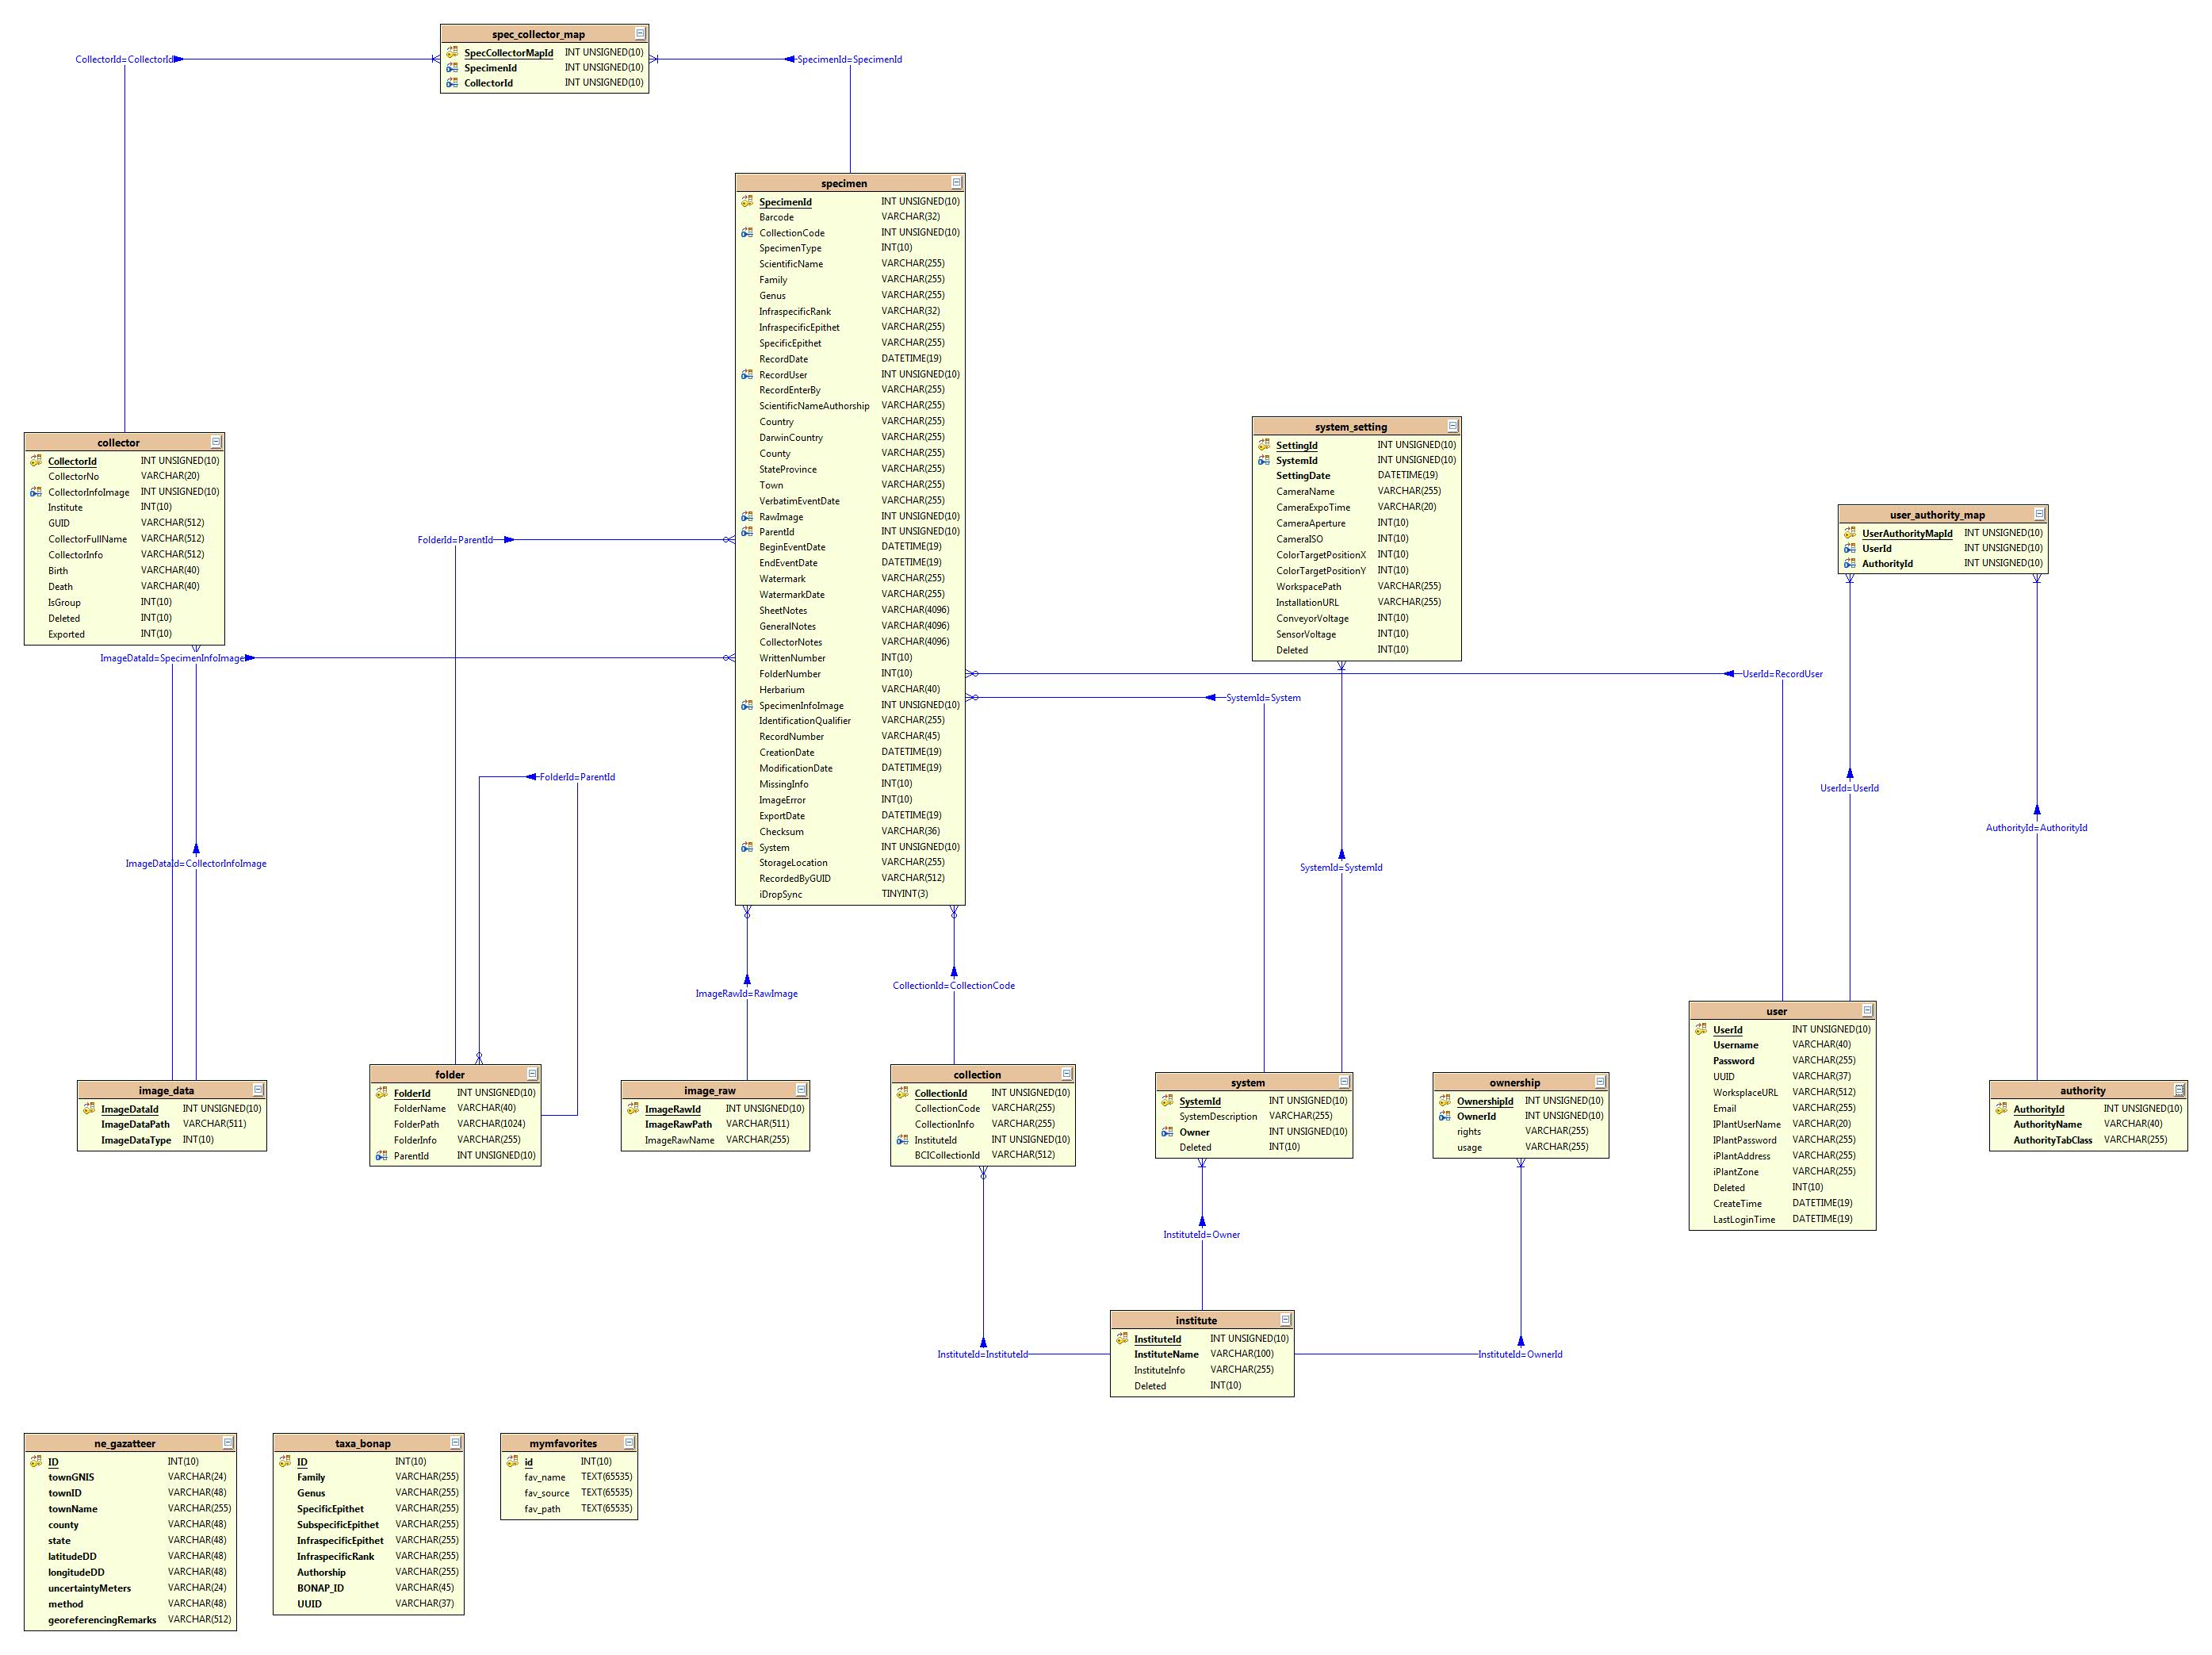 spec_collector_map
SpecCollectorMapId INT UNSIGNED(10)
SpecimenId INT UNSIGNED(10)
CollectorId INT UNSIGNED(10)
CollectorId=CollectorId
SpecimenId=SpecimenId
specimen
SpecimenId INT UNSIGNED(10)
Barcode VARCHAR(32)
CollectionCode INT UNSIGNED(10)
SpecimenType INT(10)
ScientificName VARCHAR(255)
Family VARCHAR(255)
Genus VARCHAR(255)
InfraspecificRank VARCHAR(32)
InfraspecificEpithet VARCHAR(255)
SpecificEpithet VARCHAR(255)
RecordDate DATETIME(19)
RecordUser INT UNSIGNED(10)
RecordEnterBy VARCHAR(255)
ScientificNameAuthorship VARCHAR(255)
Country VARCHAR(255)
DarwinCountry VARCHAR(255)
County VARCHAR(255)
StateProvince VARCHAR(255)
Town VARCHAR(255)
VerbatimEventDate VARCHAR(255)
RawImage INT UNSIGNED(10)
ParentId INT UNSIGNED(10)
BeginEventDate DATETIME(19)
EndEventDate DATETIME(19)
Watermark VARCHAR(255)
WatermarkDate VARCHAR(255)
SheetNotes VARCHAR(4096)
GeneralNotes VARCHAR(4096)
CollectorNotes VARCHAR(4096)
WrittenNumber INT(10)
FolderNumber INT(10)
Herbarium VARCHAR(40)
SpecimenInfoImage INT UNSIGNED(10)
IdentificationQualifier VARCHAR(255)
RecordNumber VARCHAR(45)
CreationDate DATETIME(19)
ModificationDate DATETIME(19)
MissingInfo INT(10)
ImageError INT(10)
ExportDate DATETIME(19)
Checksum VARCHAR(36)
System INT UNSIGNED(10)
StorageLocation VARCHAR(255)
RecordedByGUID VARCHAR(512)
iDropSync TINYINT(3)
collector
CollectorId INT UNSIGNED(10)
CollectorNo VARCHAR(20)
CollectorInfoImage INT UNSIGNED(10)
Institute INT(10)
GUID VARCHAR(512)
CollectorFullName VARCHAR(512)
CollectorInfo VARCHAR(512)
Birth VARCHAR(40)
Death VARCHAR(40)
IsGroup INT(10)
Deleted INT(10)
Exported INT(10)
system_setting
SettingId INT UNSIGNED(10)
SystemId INT UNSIGNED(10)
SettingDate DATETIME(19)
CameraName VARCHAR(255)
CameraExpoTime VARCHAR(20)
CameraAperture INT(10)
CameraISO INT(10)
ColorTargetPositionX INT(10)
ColorTargetPositionY INT(10)
WorkspacePath VARCHAR(255)
InstallationURL VARCHAR(255)
ConveyorVoltage INT(10)
SensorVoltage INT(10)
Deleted INT(10)
user_authority_map
UserAuthorityMapId INT UNSIGNED(10)
UserId INT UNSIGNED(10)
AuthorityId INT UNSIGNED(10)
FolderId=ParentId
ImageDataId=SpecimenInfoImage
UserId=RecordUser
SystemId=System
FolderId=ParentId
UserId=UserId
AuthorityId=AuthorityId
ImageDataId=CollectorInfoImage
SystemId=SystemId
ImageRawId=RawImage
CollectionId=CollectionCode
user
UserId INT UNSIGNED(10)
Username VARCHAR(40)
Password VARCHAR(255)
UUID VARCHAR(37)
WorksplaceURL VARCHAR(512)
Email VARCHAR(255)
IPlantUserName VARCHAR(20)
IPlantPassword VARCHAR(255)
iPlantAddress VARCHAR(255)
iPlantZone VARCHAR(255)
Deleted INT(10)
CreateTime DATETIME(19)
LastLoginTime DATETIME(19)
image_data
ImageDataId INT UNSIGNED(10)
ImageDataPath VARCHAR(511)
ImageDataType INT(10)
folder
FolderId INT UNSIGNED(10)
FolderName VARCHAR(40)
FolderPath VARCHAR(1024)
FolderInfo VARCHAR(255)
ParentId INT UNSIGNED(10)
image_raw
ImageRawId INT UNSIGNED(10)
ImageRawPath VARCHAR(511)
ImageRawName VARCHAR(255)
collection
CollectionId INT UNSIGNED(10)
CollectionCode VARCHAR(255)
CollectionInfo VARCHAR(255)
InstituteId INT UNSIGNED(10)
BCICollectionId VARCHAR(512)
system
SystemId INT UNSIGNED(10)
SystemDescription VARCHAR(255)
Owner INT UNSIGNED(10)
Deleted INT(10)
ownership
OwnershipId INT UNSIGNED(10)
OwnerId INT UNSIGNED(10)
rights VARCHAR(255)
usage VARCHAR(255)
authority
AuthorityId INT UNSIGNED(10)
AuthorityName VARCHAR(40)
AuthorityTabClass VARCHAR(255)
InstituteId=Owner
institute
InstituteId INT UNSIGNED(10)
InstituteName VARCHAR(100)
InstituteInfo VARCHAR(255)
Deleted INT(10)
InstituteId=InstituteId
InstituteId=OwnerId
ne_gazatteer
ID INT(10)
townGNIS VARCHAR(24)
townID VARCHAR(48)
townName VARCHAR(255)
county VARCHAR(48)
state VARCHAR(48)
latitudeDD VARCHAR(48)
longitudeDD VARCHAR(48)
uncertaintyMeters VARCHAR(24)
method VARCHAR(48)
georeferencingRemarks VARCHAR(512)
taxa_bonap
ID INT(10)
Family VARCHAR(255)
Genus VARCHAR(255)
SpecificEpithet VARCHAR(255)
SubspecificEpithet VARCHAR(255)
InfraspecificEpithet VARCHAR(255)
InfraspecificRank VARCHAR(255)
Authorship VARCHAR(255)
BONAP_ID VARCHAR(45)
UUID VARCHAR(37)
mymfavorites
id INT(10)
fav_name TEXT(65535)
fav_source TEXT(65535)
fav_path TEXT(65535)